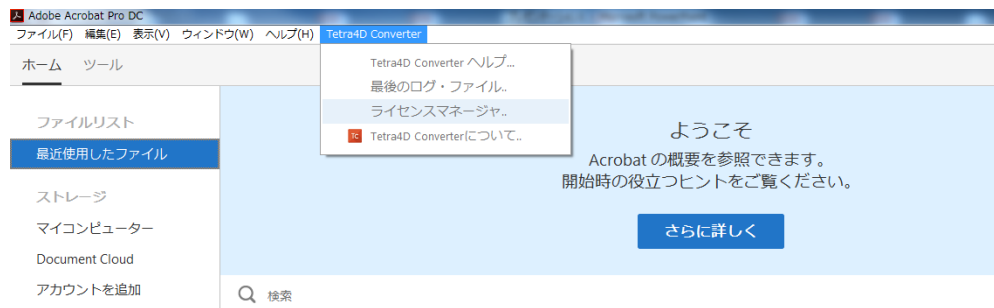 Adobe Acrobat Pro DC
ファイル(F) 編集(E) 表示(V) ウィンドウ(W) ヘルプ(H) Tetra4D Converter
ホーム ツール
Tetra4D Converter ヘルプ...
最後のログ・ファイル..
ライセンスマネージャ..
TC Tetra4D Converterについて..
ファイルリスト
最近使用したファイル
ストレージ
マイコンピューター
Document Cloud
アカウントを追加
ようこそ
Acrobat の概要を参照できます。
開始時の役立つヒントをご覧ください。
さらに詳しく
検索